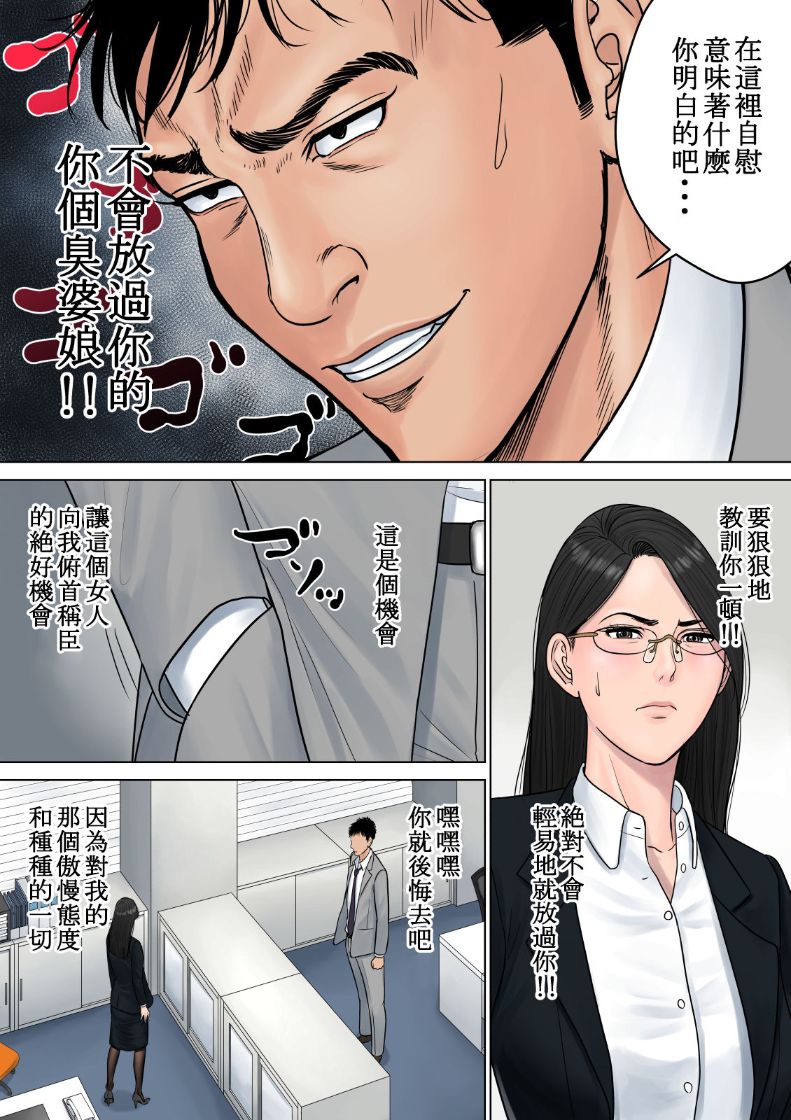 在這裡自慰
意味著什麼
你明白的吧…
不會放過你的
你個臭婆娘!!
ゴ
ゴ
ゴ
ゴ
ゴ
要狠狠地
教訓你一頓!!
絕對不會
輕易地就放過你!!
這是個機會
讓這個女人
向我俯首稱臣
的絕好機會
嘿嘿嘿
你就後悔去吧
因為對我的
那個傲慢態度
和種種的一切